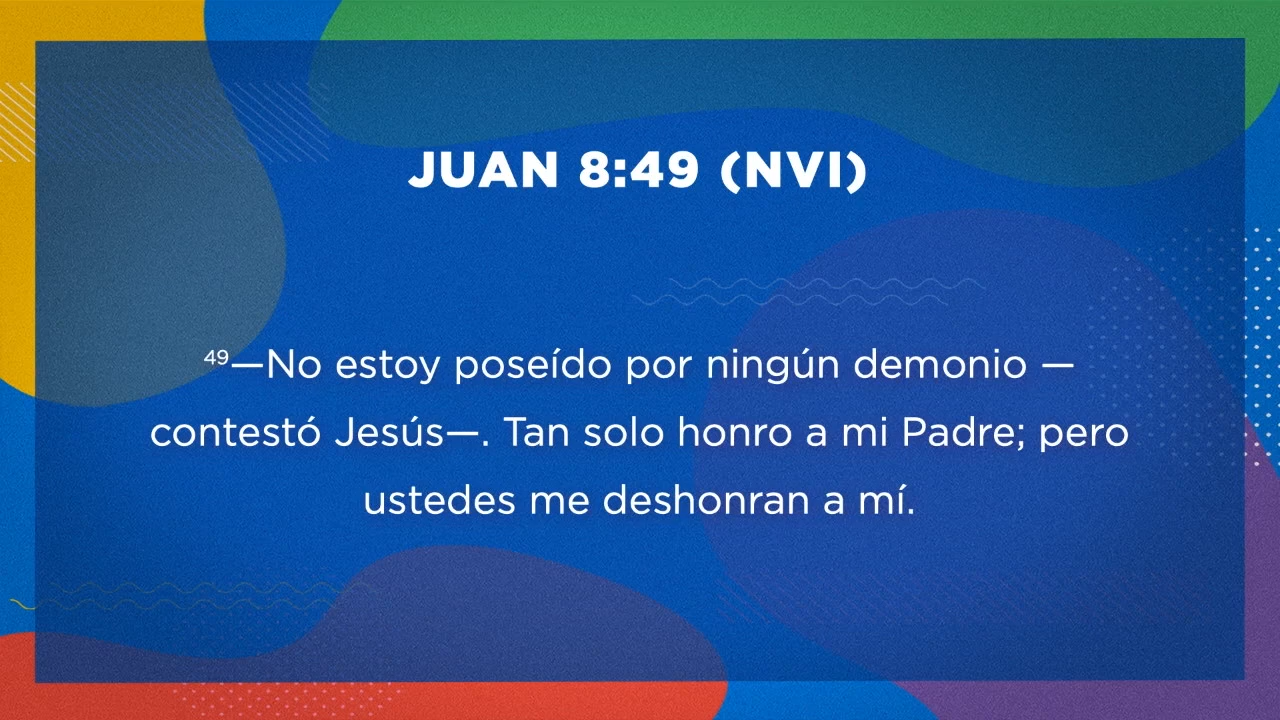 JUAN 8:49 (NVI)
49—No estoy poseído por ningún demonio —
contestó Jesús—. Tan solo honro a mi Padre; pero
ustedes me deshonran a mí.